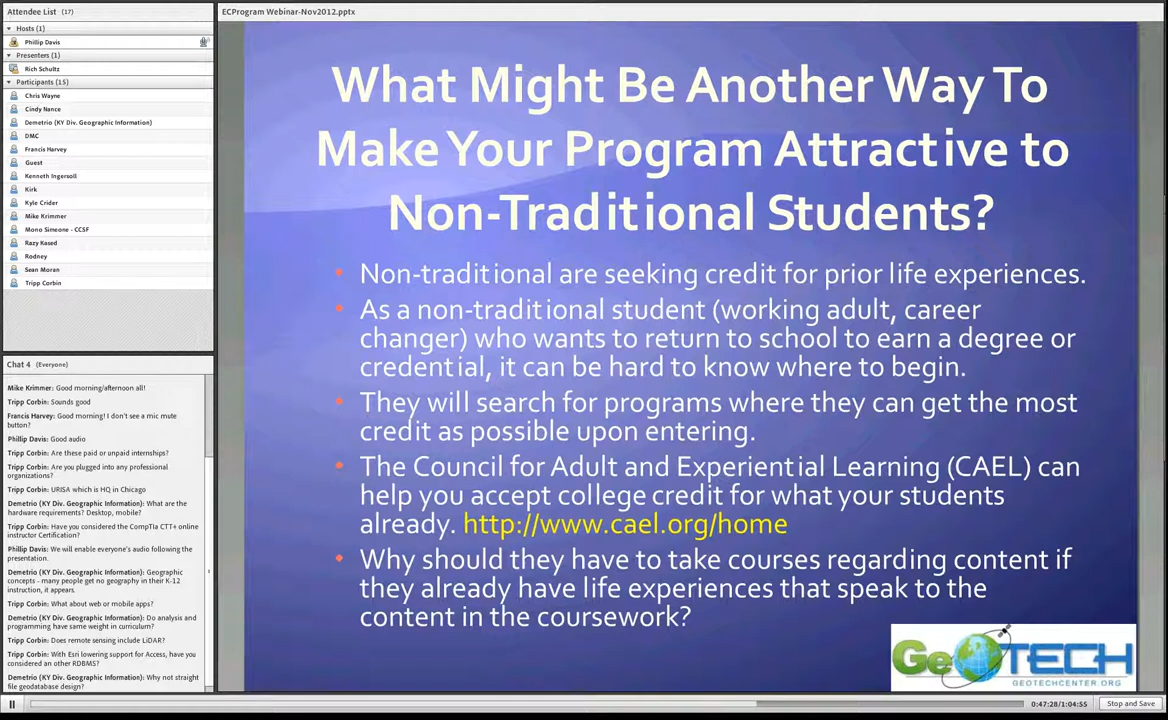 Attendee List (17)
Hosts (1)
Phillip Davis
Presenters (1)
Rich Schultz
Participants (15)
Chris Wayne
Cindy Nance
Demetrio (KY Div. Geographic Information)
DMC
Francis Harvey
Guest
Kenneth Ingersoll
Kirk
Kyle Crider
Mike Krimmer
Mono Simeone - CCSF
Razy Kased
Rodney
Sean Moran
Tripp Corbin
Chat 4 (Everyone)
Mike Krimmer: Good morning/afternoon all!
Tripp Corbin: Sounds good
Francis Harvey: Good morning! I don't see a mic mute
button?
Phillip Davis: Good audio
Tripp Corbin: Are these paid or unpaid internships?
Tripp Corbin: Are you plugged into any professional
organizations?
Tripp Corbin: URISA which is HQ in Chicago
Demetrio (KY Div. Geographic Information): What are the
hardware requirements? Desktop, mobile?
Tripp Corbin: Have you considered the CompTIa CTT+ online
instructor Certification?
Phillip Davis: We will enable everyone's audio following the
presentation.
Demetrio (KY Div. Geographic Information): Geographic
concepts - many people get no geography in their K-12
instruction, it appears.
Tripp Corbin: What about web or mobile apps?
Demetrio (KY Div. Geographic Information): Do analysis and
programming have same weight in curriculum?
Tripp Corbin: Does remote sensing include LiDAR?
Tripp Corbin: With Esri lowering support for Access, have you
considered an other RDBMS?
Demetrio (KY Div. Geographic Information): Why not straight
file geodatabase design?
ECProgram Webinar-Nov2012.pptx
What Might Be Another Way To
Make Your Program Attractive to
Non-Traditional Students?
• Non-traditional are seeking credit for prior life experiences.
• As a non-traditional student (working adult, career
changer) who wants to return to school to earn a degree or
credential, it can be hard to know where to begin.
• They will search for programs where they can get the most
credit as possible upon entering.
• The Council for Adult and Experiential Learning (CAEL) can
help you accept college credit for what your students
already. http://www.cael.org/home
• Why should they have to take courses regarding content if
they already have life experiences that speak to the
content in the coursework?
GeoTECH
GEOTECHCENTER.ORG
0:47:28/1:04:55
Stop and Save